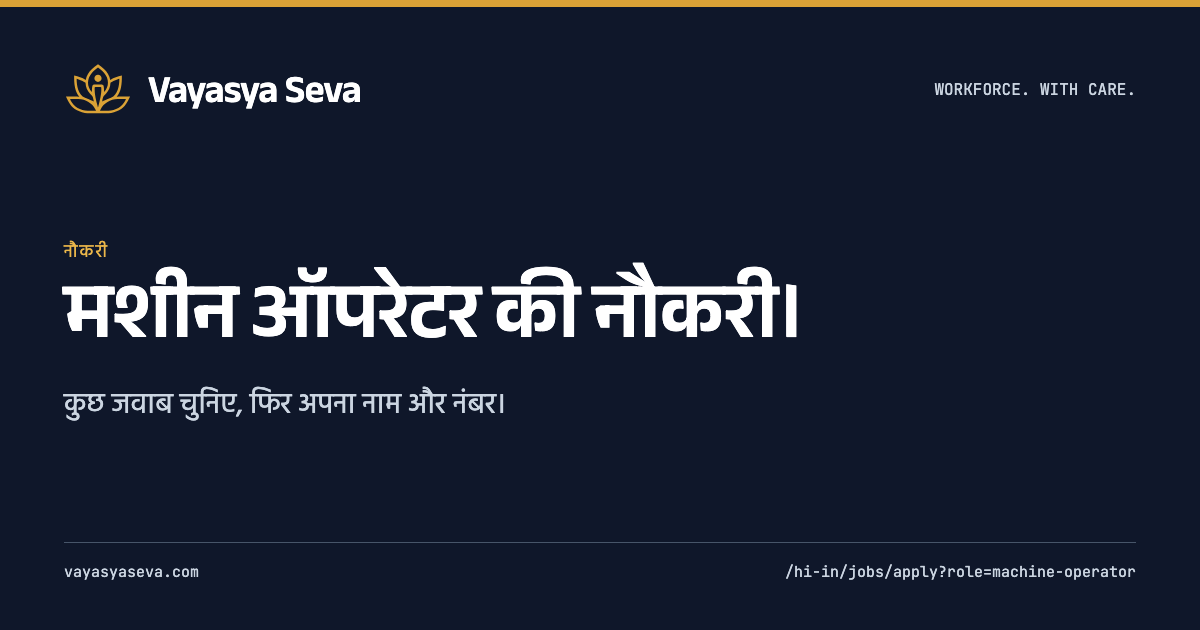 Vayasya Seva
WORKFORCE. WITH CARE.
नौकरी
मशीन ऑपरेटर की नौकरी।
कुछ जवाब चुनिए, फिर अपना नाम और नंबर।
vayasyaseva.com
/hi-in/jobs/apply?role=machine-operator